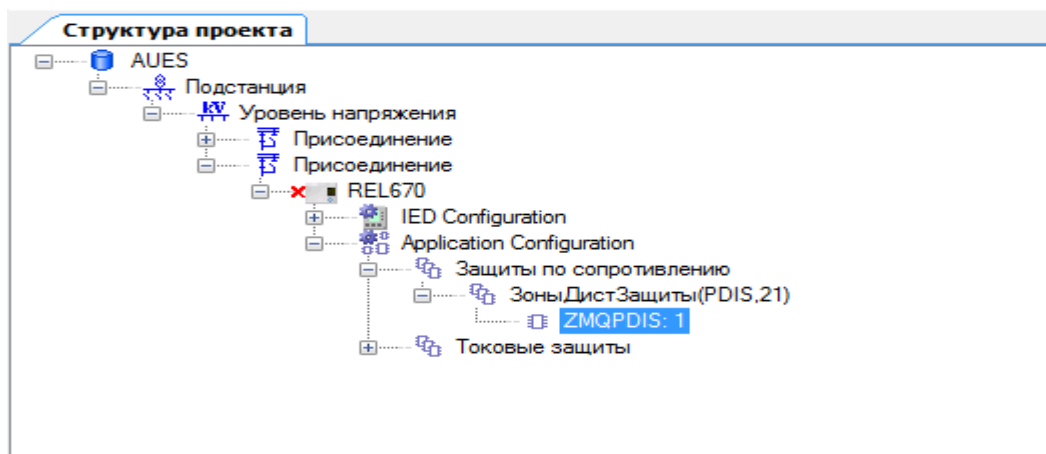 Структура проекта
AUES
Подстанция
Уровень напряжения
Присоединение
Присоединение
REL670
IED Configuration
Application Configuration
Защиты по сопротивлению
ЗоныДистЗащиты(PDIS,21)
ZMQPDIS: 1
Токовые защиты